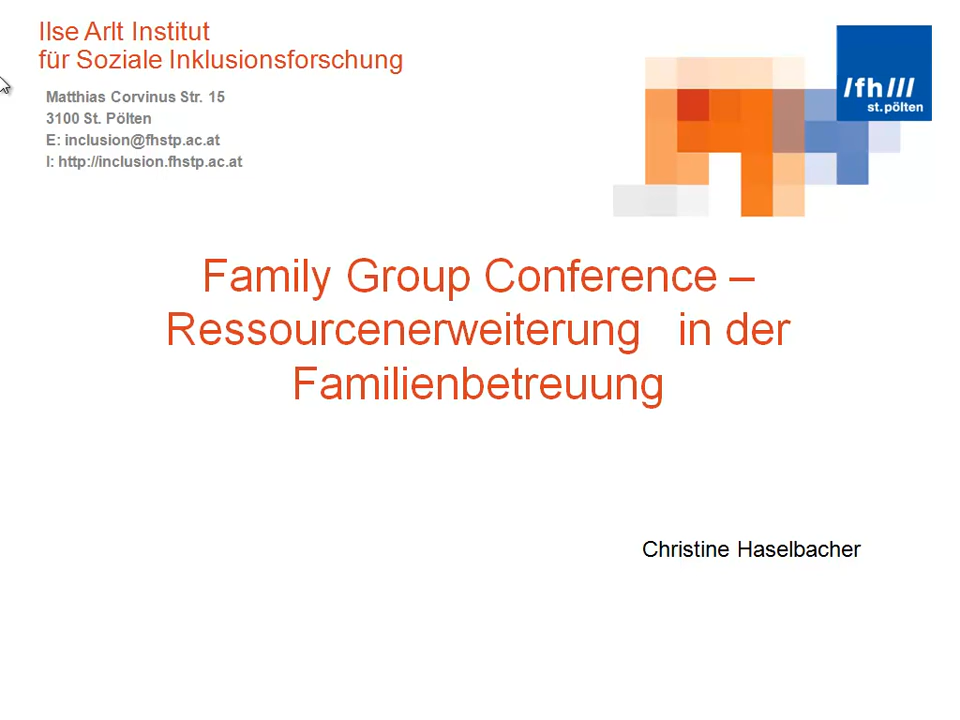 Ilse Arlt Institut
für Soziale Inklusionsforschung
Matthias Corvinus Str. 15
3100 St. Pölten
E: inclusion@fhstp.ac.at
I: http://inclusion.fhstp.ac.at
/fh///
st.pölten
Family Group Conference –
Ressourcenerweiterung in der
Familienbetreuung
Christine Haselbacher